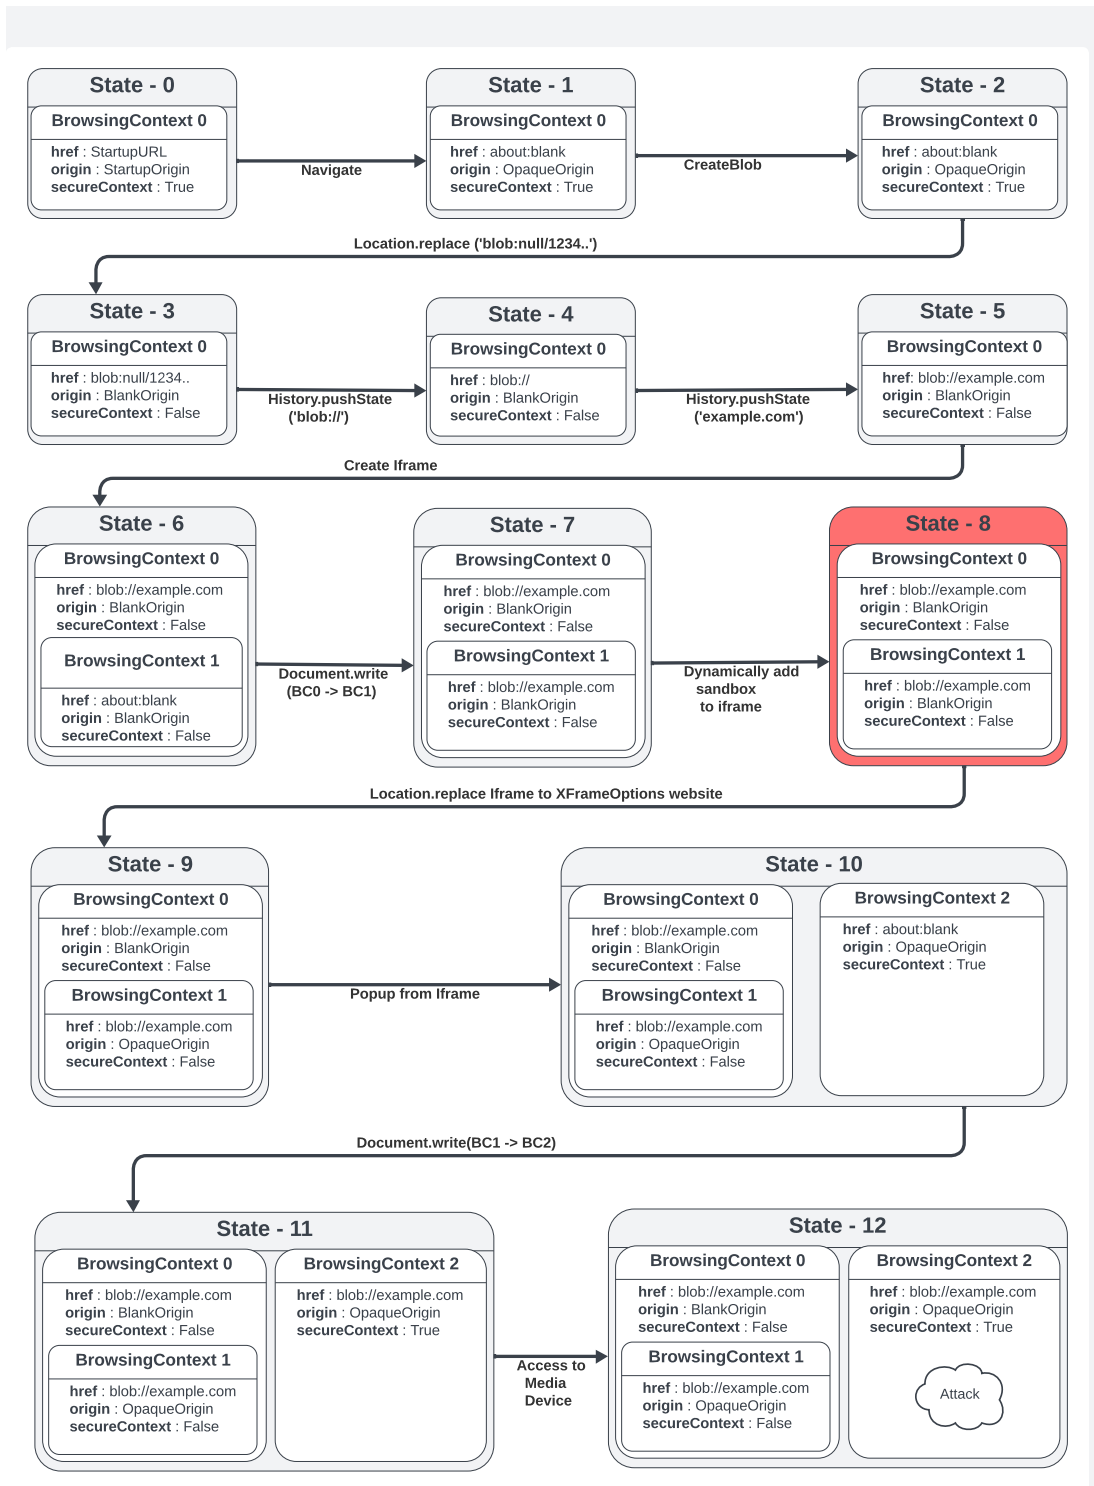 State - 0
BrowsingContext 0
href : StartupURL
origin : StartupOrigin
secureContext : True
Navigate
State - 1
BrowsingContext 0
href : about:blank
origin : OpaqueOrigin
secureContext : True
CreateBlob
State - 2
BrowsingContext 0
href : about:blank
origin : OpaqueOrigin
secureContext : True
Location.replace ('blob:null/1234..')
State - 3
BrowsingContext 0
href : blob:null/1234..
origin : BlankOrigin
secureContext : False
History.pushState
('blob://')
State - 4
BrowsingContext 0
href : blob://
origin : BlankOrigin
secureContext : False
History.pushState
('example.com')
State - 5
BrowsingContext 0
href: blob://example.com
origin : BlankOrigin
secureContext : False
Create Iframe
State - 6
BrowsingContext 0
href : blob://example.com
origin : BlankOrigin
secureContext : False
BrowsingContext 1
href : about:blank
origin : BlankOrigin
secureContext : False
Document.write
(BC0 -> BC1)
State - 7
BrowsingContext 0
href : blob://example.com
origin : BlankOrigin
secureContext : False
BrowsingContext 1
href : blob://example.com
origin : BlankOrigin
secureContext : False
Dynamically add
sandbox
to iframe
State - 8
BrowsingContext 0
href : blob://example.com
origin : BlankOrigin
secureContext : False
BrowsingContext 1
href : blob://example.com
origin : BlankOrigin
secureContext : False
Location.replace Iframe to XFrameOptions website
State - 9
BrowsingContext 0
href : blob://example.com
origin : BlankOrigin
secureContext : False
BrowsingContext 1
href : blob://example.com
origin : OpaqueOrigin
secureContext : False
Popup from Iframe
State - 10
BrowsingContext 0
href : blob://example.com
origin : BlankOrigin
secureContext : False
BrowsingContext 1
href : blob://example.com
origin : OpaqueOrigin
secureContext : False
BrowsingContext 2
href : about:blank
origin : OpaqueOrigin
secureContext : True
Document.write(BC1 -> BC2)
State - 11
BrowsingContext 0
href : blob://example.com
origin : BlankOrigin
secureContext : False
BrowsingContext 1
href : blob://example.com
origin : OpaqueOrigin
secureContext : False
BrowsingContext 2
href : blob://example.com
origin : OpaqueOrigin
secureContext : True
Access to
Media
Device
State - 12
BrowsingContext 0
href : blob://example.com
origin : BlankOrigin
secureContext : False
BrowsingContext 1
href : blob://example.com
origin : OpaqueOrigin
secureContext : False
BrowsingContext 2
href : blob://example.com
origin : OpaqueOrigin
secureContext : True
Attack